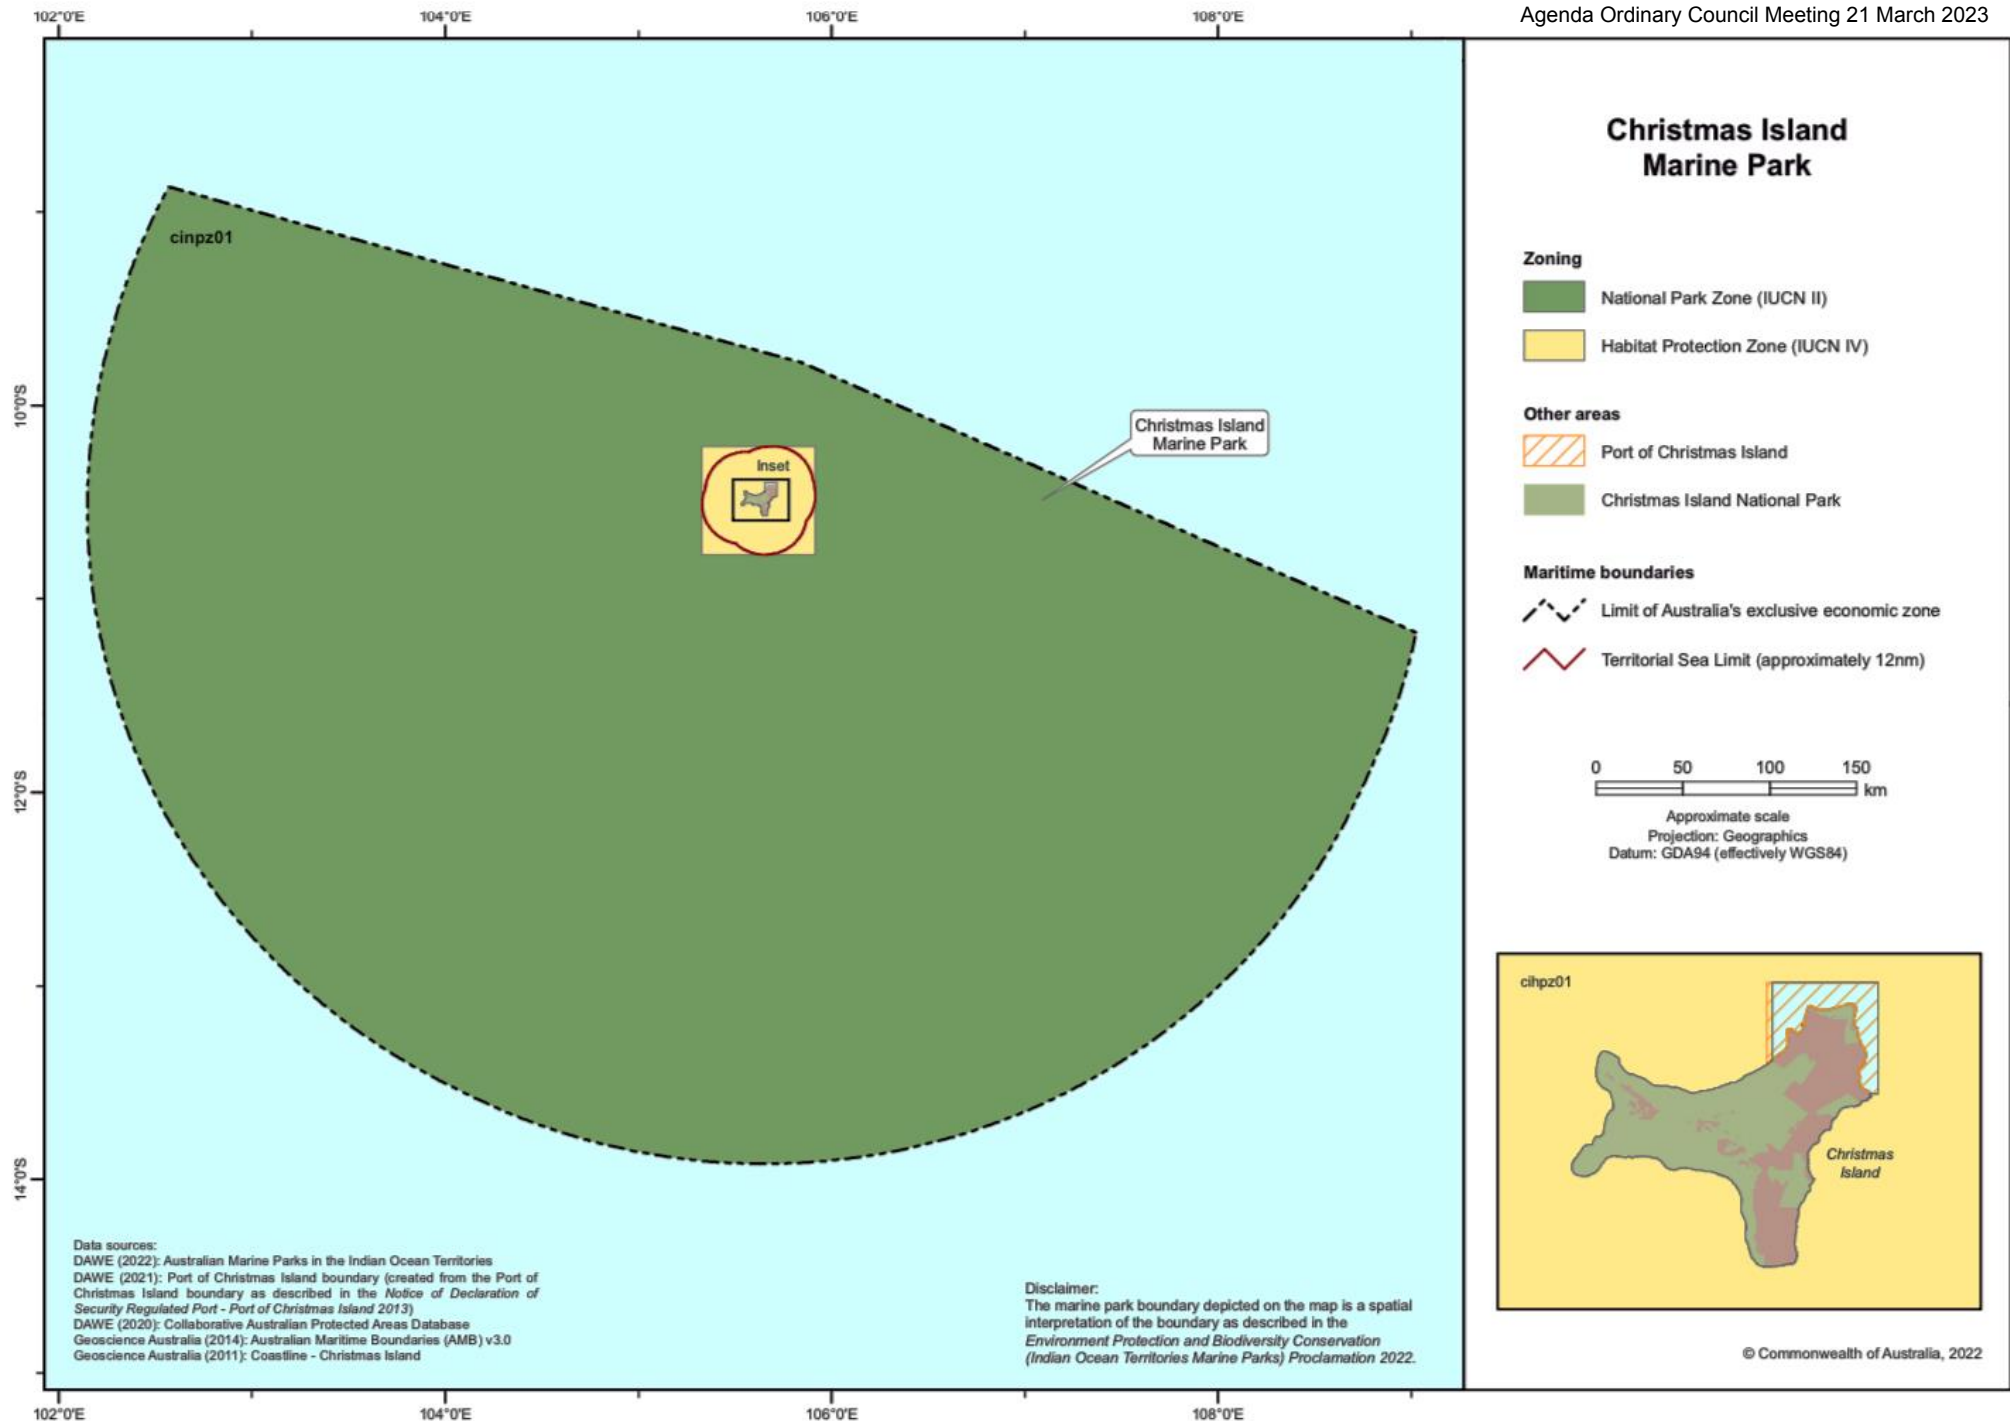 Agenda Ordinary Council Meeting 21 March 2023
102°0'E
104°0'E
106°0'E
108°0'E
10°0'S
12°0'S
14°0'S
cinpz01
Inset
Christmas Island
Marine Park
Data sources:
DAWE (2022): Australian Marine Parks in the Indian Ocean Territories
DAWE (2021): Port of Christmas Island boundary (created from the Port of
Christmas Island boundary as described in the Notice of Declaration of
Security Regulated Port - Port of Christmas Island 2013)
DAWE (2020): Collaborative Australian Protected Areas Database
Geoscience Australia (2014): Australian Maritime Boundaries (AMB) v3.0
Geoscience Australia (2011): Coastline - Christmas Island
Disclaimer:
The marine park boundary depicted on the map is a spatial
interpretation of the boundary as described in the
Environment Protection and Biodiversity Conservation
(Indian Ocean Territories Marine Parks) Proclamation 2022.
102°0'E
104°0'E
106°0'E
108°0'E
Christmas Island
Marine Park
Zoning
National Park Zone (IUCN II)
Habitat Protection Zone (IUCN IV)
Other areas
Port of Christmas Island
Christmas Island National Park
Maritime boundaries
Limit of Australia's exclusive economic zone
Territorial Sea Limit (approximately 12nm)
0 50 100 150
km
Approximate scale
Projection: Geographics
Datum: GDA94 (effectively WGS84)
cihpz01
Christmas
Island
© Commonwealth of Australia, 2022